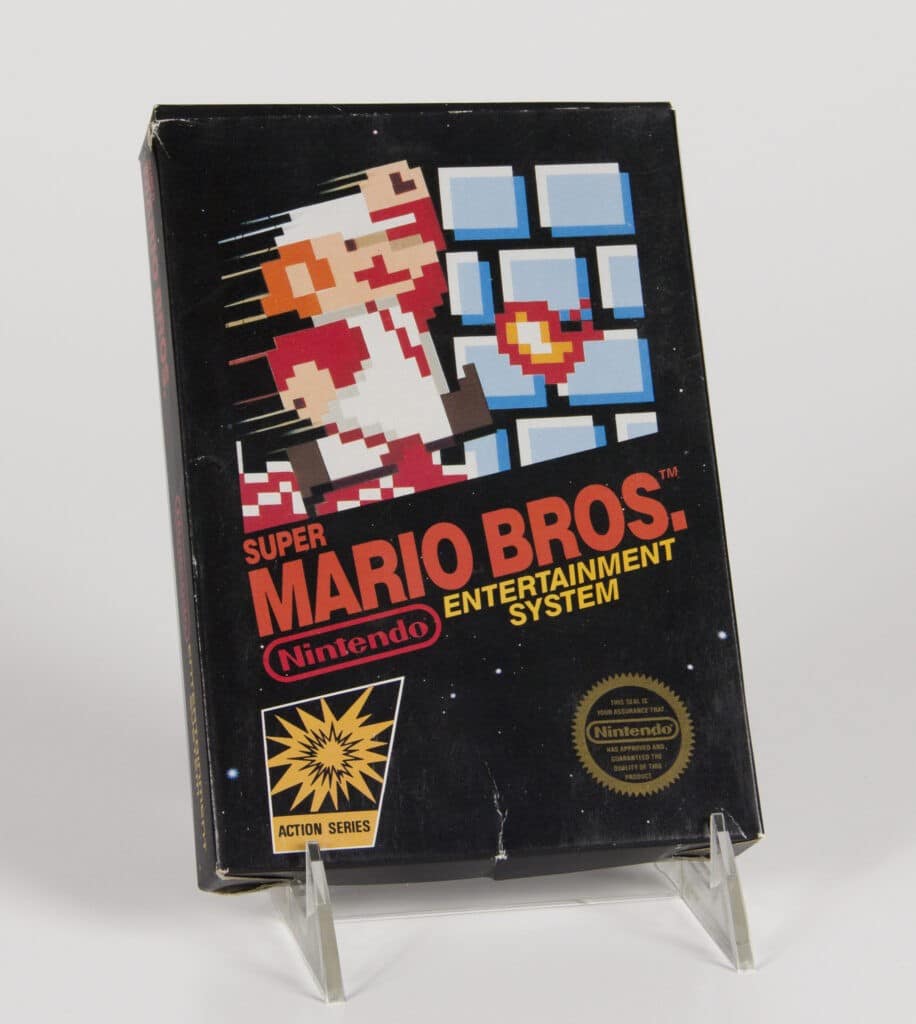 SUPER
MARIO BROS.™
Nintendo ENTERTAINMENT
SYSTEM
ACTION SERIES
THIS SEAL IS
YOUR ASSURANCE THAT
Nintendo
HAS APPROVED AND
GUARANTEED THE
QUALITY OF THIS
PRODUCT